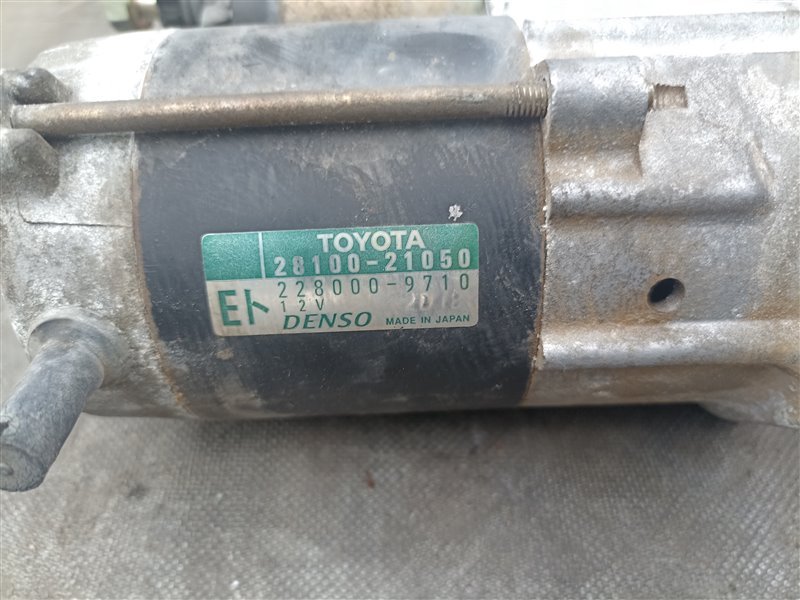 TOYOTA
28100-21050
228000-9710
12V
Eト
DENSO MADE IN JAPAN